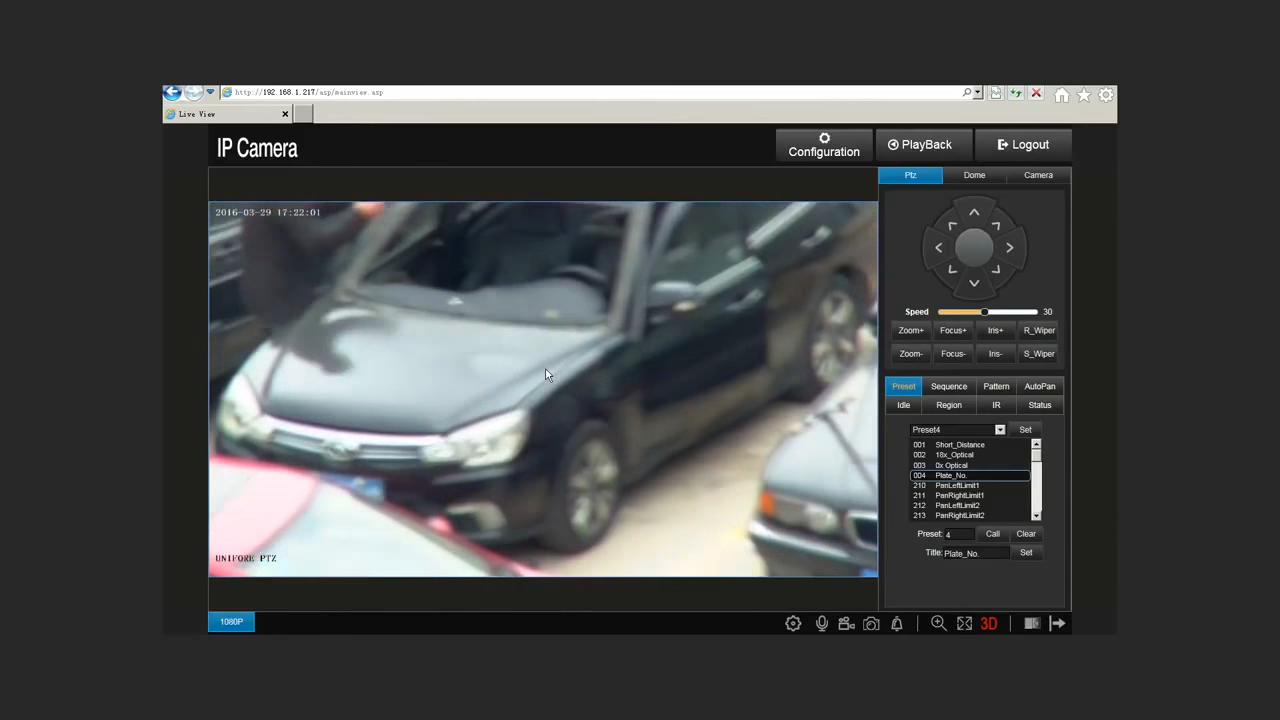 http://192.168.1.217/asp/mainview.asp
Live View
IP Camera
Configuration
PlayBack
Logout
Ptz Dome Camera
2016-03-29 17:22:01
Speed 30
Zoom+ Focus+ Iris+ R_Wiper
Zoom- Focus- Iris- S_Wiper
Preset Sequence Pattern AutoPan
Idle Region IR Status
Preset4 Set
001 Short_Distance
002 18x_Optical
003 0x Optical
004 Plate_No.
210 PanLeftLimit1
211 PanRightLimit1
212 PanLeftLimit2
213 PanRightLimit2
Preset: 4 Call Clear
Title: Plate_No. Set
UNIFORE PTZ
1080P
3D